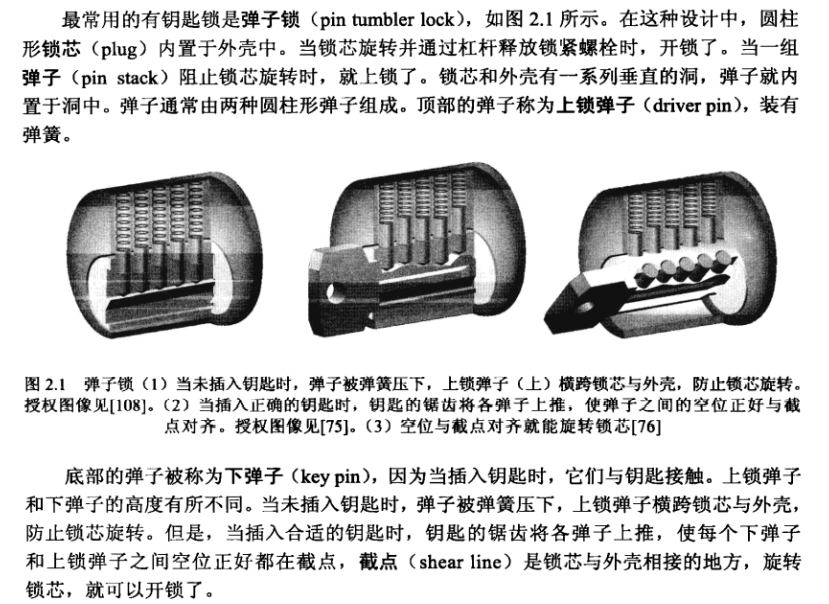 最常用的有钥匙锁是弹子锁（pin tumbler lock），如图 2.1 所示。在这种设计中，圆柱
形锁芯（plug）内置于外壳中。当锁芯旋转并通过杠杆释放锁紧螺栓时，开锁了。当一组
弹子（pin stack）阻止锁芯旋转时，就上锁了。锁芯和外壳有一系列垂直的洞，弹子就内
置于洞中。弹子通常由两种圆柱形弹子组成。顶部的弹子称为上锁弹子（driver pin），装有
弹簧。
图 2.1 弹子锁（1）当未插入钥匙时，弹子被弹簧压下，上锁弹子（上）横跨锁芯与外壳，防止锁芯旋转。
授权图像见[108]。（2）当插入正确的钥匙时，钥匙的锯齿将各弹子上推，使弹子之间的空位正好与截
点对齐。授权图像见[75]。（3）空位与截点对齐就能旋转锁芯[76]
底部的弹子被称为下弹子（key pin），因为当插入钥匙时，它们与钥匙接触。上锁弹子
和下弹子的高度有所不同。当未插入钥匙时，弹子被弹簧压下，上锁弹子横跨锁芯与外壳，
防止锁芯旋转。但是，当插入合适的钥匙时，钥匙的锯齿将各弹子上推，使每个下弹子
和上锁弹子之间空位正好都在截点，截点（shear line）是锁芯与外壳相接的地方，旋转
锁芯，就可以开锁了。